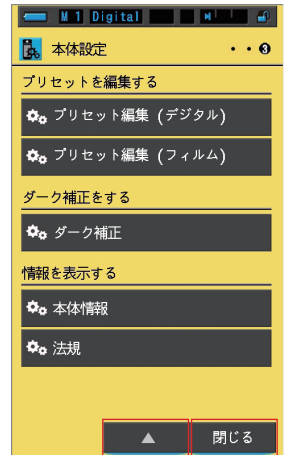 M 1 Digital
本体設定 ・・❸
プリセットを編集する
プリセット編集 (デジタル)
プリセット編集 (フィルム)
ダーク補正をする
ダーク補正
情報を表示する
本体情報
法規
▲ 閉じる